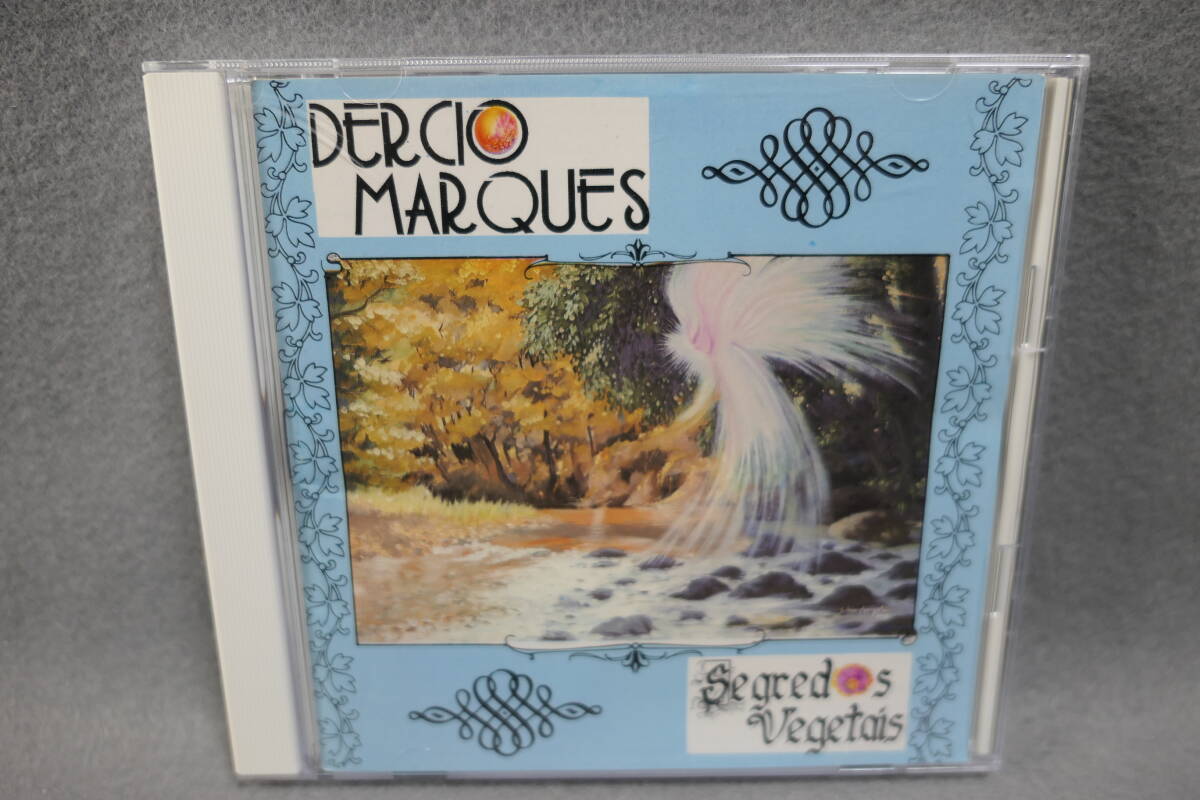 DERCIO
MARQUES
Segredos
Vegetais